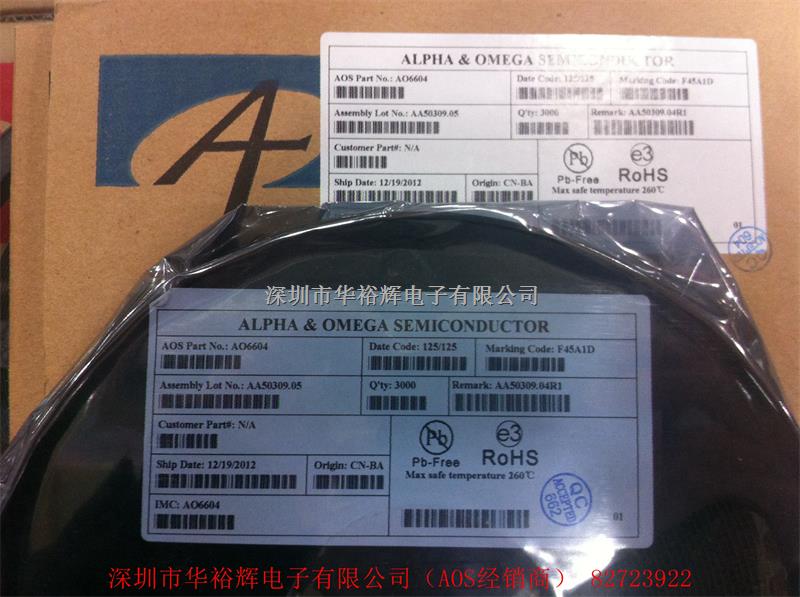 ALPHA & OMEGA SEMICONDUCTOR
AOS Part No.: AO6604
Date Code: 125/125
Marking Code: F45A1D
Assembly Lot No.: AA50309.05
Q'ty: 3000
Remark: AA50309.04R1
Customer Part#: N/A
Pb
e3
Pb-Free
RoHS
Max safe temperature 260℃
Ship Date: 12/19/2012
Origin: CN-BA
01
A
深圳市华裕辉电子有限公司
ALPHA & OMEGA SEMICONDUCTOR
AOS Part No.: AO6604
Date Code: 125/125
Marking Code: F45A1D
Assembly Lot No.: AA50309.05
Q'ty: 3000
Remark: AA50309.04R1
Customer Part#: N/A
Pb
e3
Pb-Free
RoHS
Max safe temperature 260℃
Ship Date: 12/19/2012
Origin: CN-BA
IMC: AO6604
QC
ACCEPTED
662
01
深圳市华裕辉电子有限公司（AOS经销商） 82723922